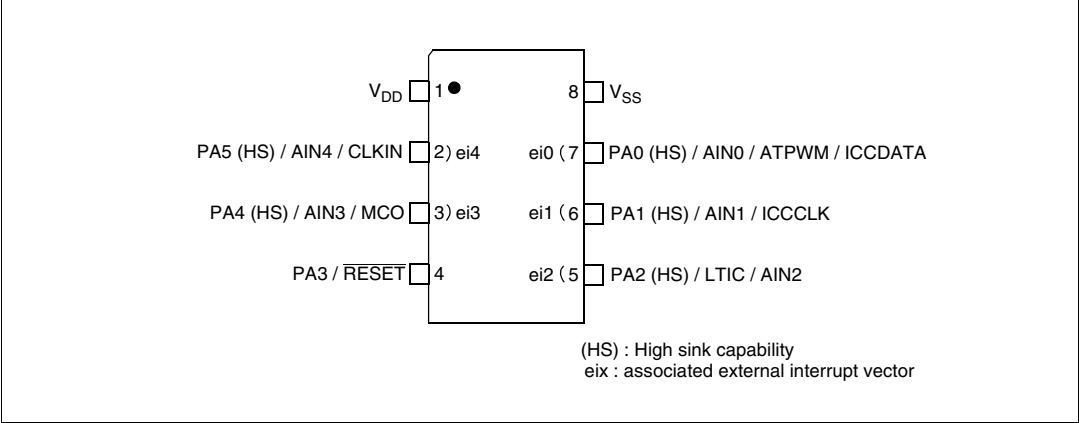 VDD 1 8 VSS
PA5 (HS) / AIN4 / CLKIN 2 ) ei4 ei0 ( 7 PA0 (HS) / AIN0 / ATPWM / ICCDATA
PA4 (HS) / AIN3 / MCO 3 ) ei3 ei1 ( 6 PA1 (HS) / AIN1 / ICCCLK
PA3 / RESET 4 ei2 ( 5 PA2 (HS) / LTIC / AIN2
(HS) : High sink capability
eix : associated external interrupt vector